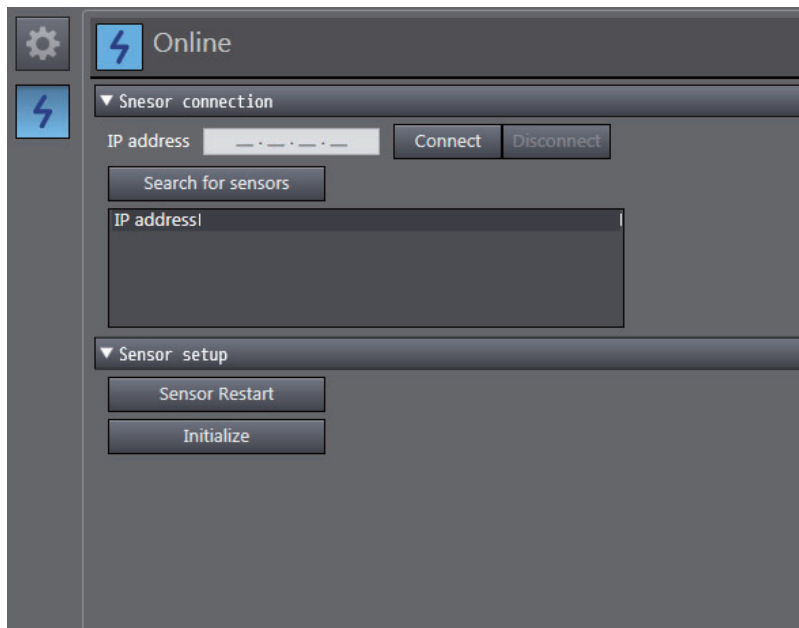 Online
Snesor connection
IP address _._._._ Connect Disconnect
Search for sensors
IP address
Sensor setup
Sensor Restart
Initialize